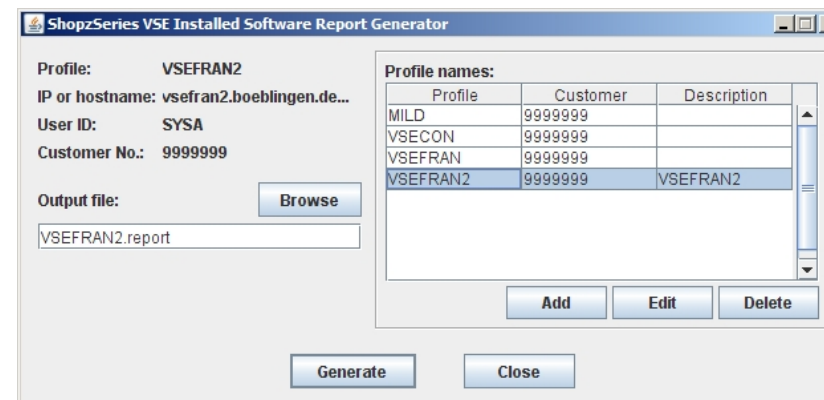 ShopzSeries VSE Installed Software Report Generator
Profile: VSEFRAN2
IP or hostname: vsefran2.boeblingen.de...
User ID: SYSA
Customer No.: 9999999
Output file:
Browse
VSEFRAN2.report
Profile names:
Profile Customer Description
MILD 9999999
VSECON 9999999
VSEFRAN 9999999
VSEFRAN2 9999999 VSEFRAN2
Add Edit Delete
Generate Close